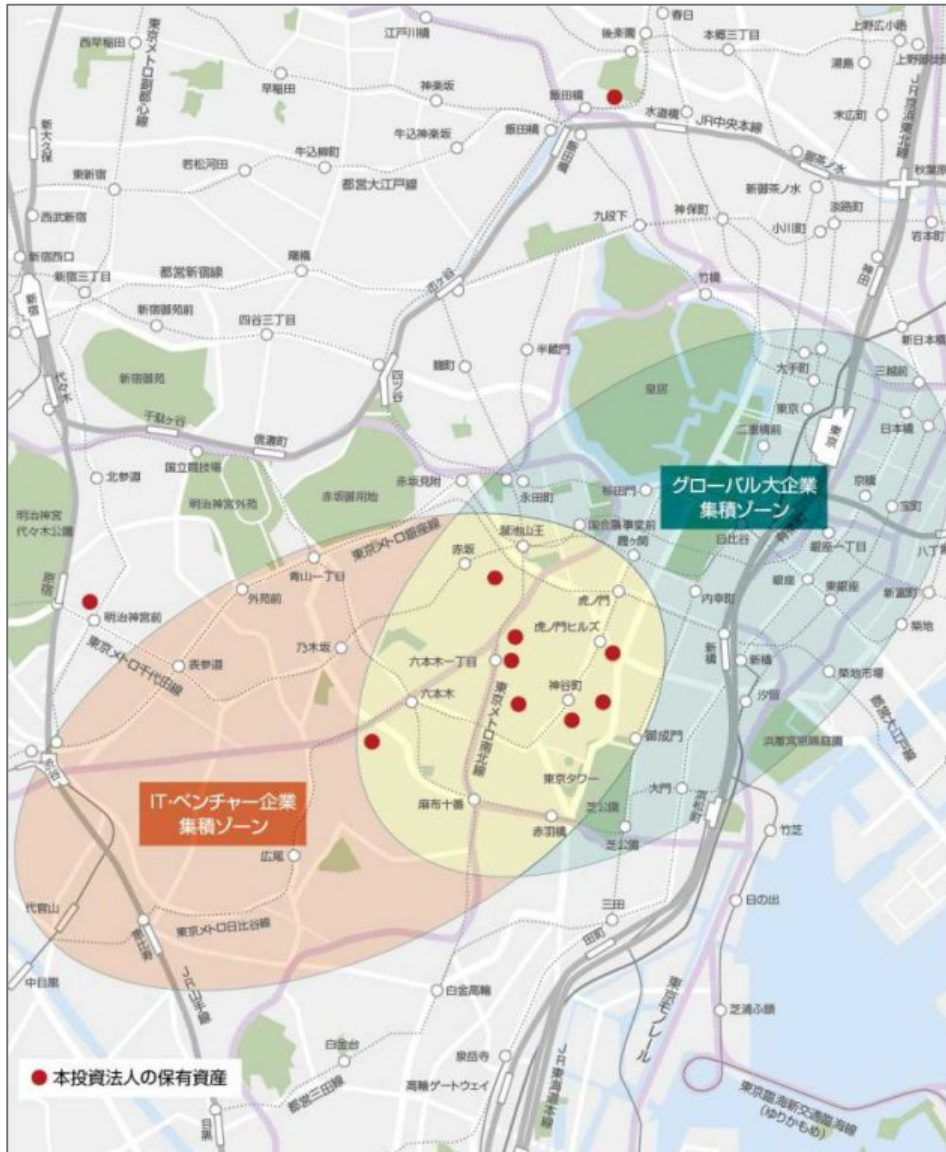 春日
江戸川橋
後楽園
本郷三丁目
上野広小路
上野御徒町
西早稲田
東京メトロ副都心線
早稲田
神楽坂
飯田橋
水道橋
湯島
末広町
JR京浜東北線
新大久保
牛込神楽坂
飯田橋
飯田橋
JR中央本線
御茶ノ水
東新宿
若松河田
牛込柳町
都営大江戸線
新御茶ノ水
秋葉原
西武新宿
九段下
神保町
小川町
淡路町
岩本町
新宿西口
曙橋
新宿三丁目
都営新宿線
市ヶ谷
竹橋
神田
新宿
新宿御苑前
四谷三丁目
麹町
半蔵門
新日本橋
新宿御苑
四ツ谷
皇居
大手町
三越前
代々木
千駄ヶ谷
信濃町
東京
東京
二重橋前
日本橋
国立競技場
北参道
赤坂見附
永田町
桜田門
グローバル大企業
集積ゾーン
京橋
宝町
明治神宮
代々木公園
明治神宮外苑
赤坂御用地
東京メトロ銀座線
溜池山王
国会議事堂前
霞ヶ関
日比谷
有楽町
銀座一丁目
八丁堀
原宿
青山一丁目
赤坂
銀座
東銀座
新富町
外苑前
虎ノ門
内幸町
明治神宮前
築地
東京メトロ千代田線
表参道
乃木坂
六本木一丁目
虎ノ門ヒルズ
新橋
新橋
築地市場
六本木
東京メトロ南北線
神谷町
汐留
都営大江戸線
御成門
浜離宮恩賜庭園
渋谷
東京タワー
IT・ベンチャー企業
集積ゾーン
麻布十番
芝公園
大門
浜松町
赤羽橋
竹芝
広尾
芝公園
代官山
恵比寿
東京メトロ日比谷線
三田
日の出
田町
中目黒
JR山手線
白金高輪
東京モノレール
芝浦ふ頭
白金台
泉岳寺
本投資法人の保有資産
都営三田線
高輪ゲートウェイ
JR東海道本線
目黒
東京臨海新交通臨海線
(ゆりかもめ)